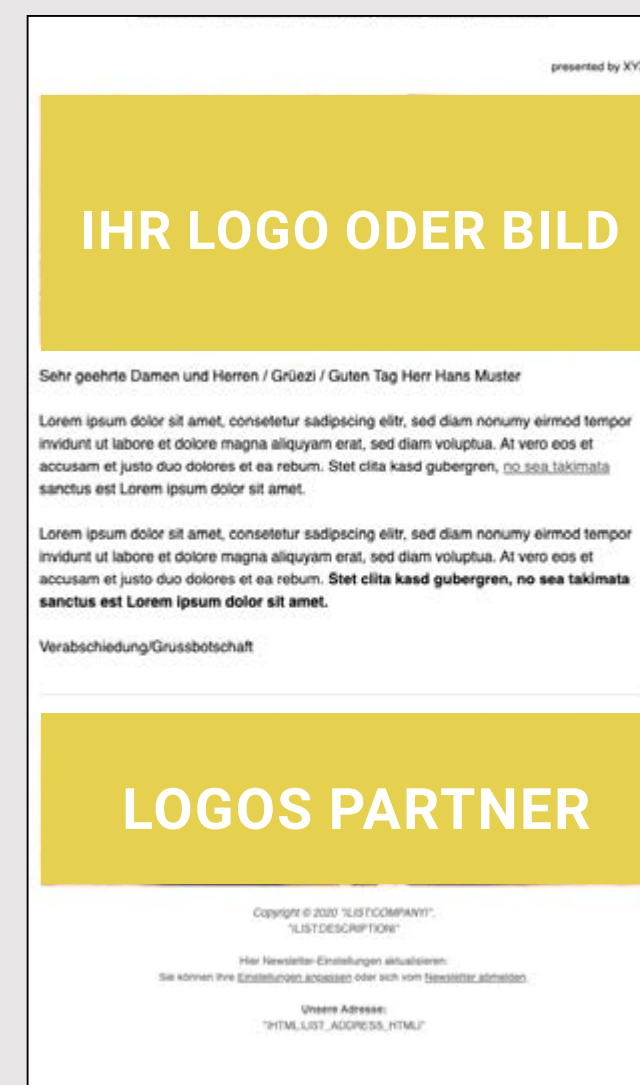 presented by XY
IHR LOGO ODER BILD
Sehr geehrte Damen und Herren / Grüezi / Guten Tag Herr Hans Muster
Lorem ipsum dolor sit amet, consetetur sadipscing elitr, sed diam nonumy eirmod tempor
invidunt ut labore et dolore magna aliquyam erat, sed diam voluptua. At vero eos et
accusam et justo duo dolores et ea rebum. Stet clita kasd gubergren, no sea takimata
sanctus est Lorem ipsum dolor sit amet.
Lorem ipsum dolor sit amet, consetetur sadipscing elitr, sed diam nonumy eirmod tempor
invidunt ut labore et dolore magna aliquyam erat, sed diam voluptua. At vero eos et
accusam et justo duo dolores et ea rebum. Stet clita kasd gubergren, no sea takimata
sanctus est Lorem ipsum dolor sit amet.
Verabschiedung/Grussbotschaft
LOGOS PARTNER
Copyright © 2020 "|LIST:COMPANY|",
"|LIST:DESCRIPTION|"
Hier Newsletter-Einstellungen aktualisieren:
Sie können Ihre Einstellungen anpassen oder sich vom Newsletter abmelden.
Unsere Adresse:
"|HTML:LIST_ADDRESS_HTML|"